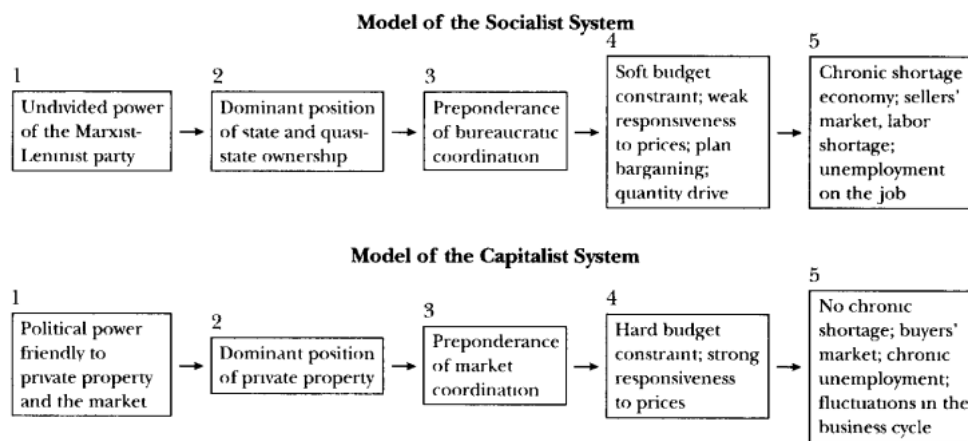 Model of the Socialist System
1
Undivided power
of the Marxist-
Leninist party
2
Dominant position
of state and quasi-
state ownership
3
Preponderance
of bureaucratic
coordination
4
Soft budget
constraint; weak
responsiveness
to prices; plan
bargaining;
quantity drive
5
Chronic shortage
economy; sellers'
market, labor
shortage;
unemployment
on the job
Model of the Capitalist System
1
Political power
friendly to
private property
and the market
2
Dominant position
of private property
3
Preponderance
of market
coordination
4
Hard budget
constraint; strong
responsiveness
to prices
5
No chronic
shortage; buyers'
market; chronic
unemployment;
fluctuations in the
business cycle